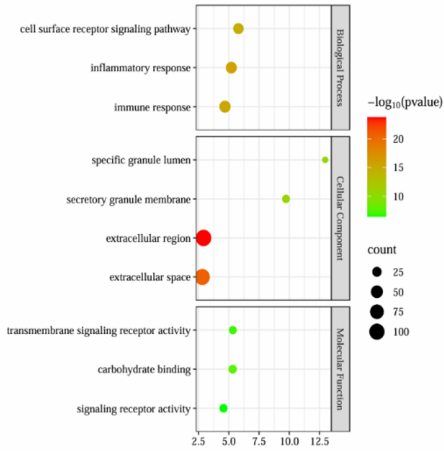 cell surface receptor signaling pathway
inflammatory response
immune response
Biological Process
specific granule lumen
secretory granule membrane
extracellular region
extracellular space
Cellular Component
transmembrane signaling receptor activity
carbohydrate binding
signaling receptor activity
Molecular Function
2.5 5.0 7.5 10.0 12.5
−log10(pvalue)
20
15
10
count
25
50
75
100